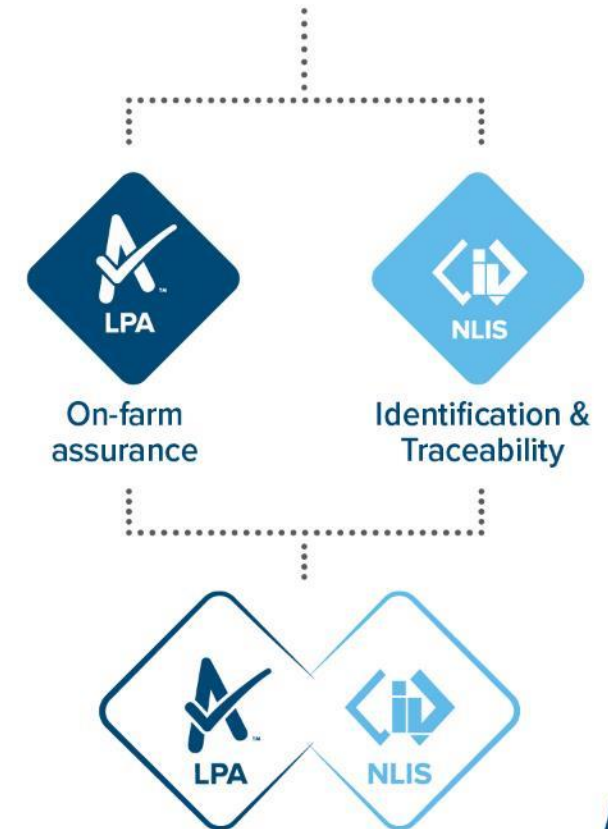 LPA
NLIS
On-farm
assurance
Identification &
Traceability
LPA
NLIS